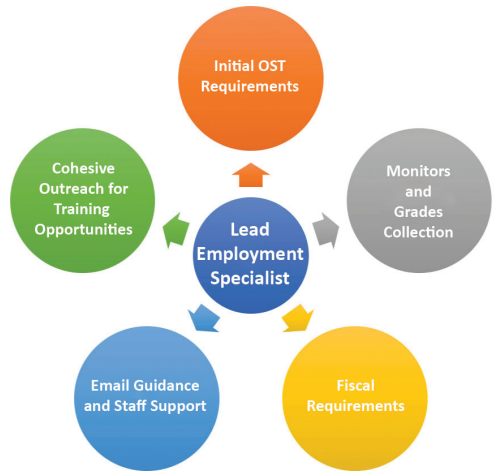 Initial OST
Requirements
Cohesive
Outreach for
Training
Opportunities
Monitors
and
Grades
Collection
Lead
Employment
Specialist
Email Guidance
and Staff Support
Fiscal
Requirements